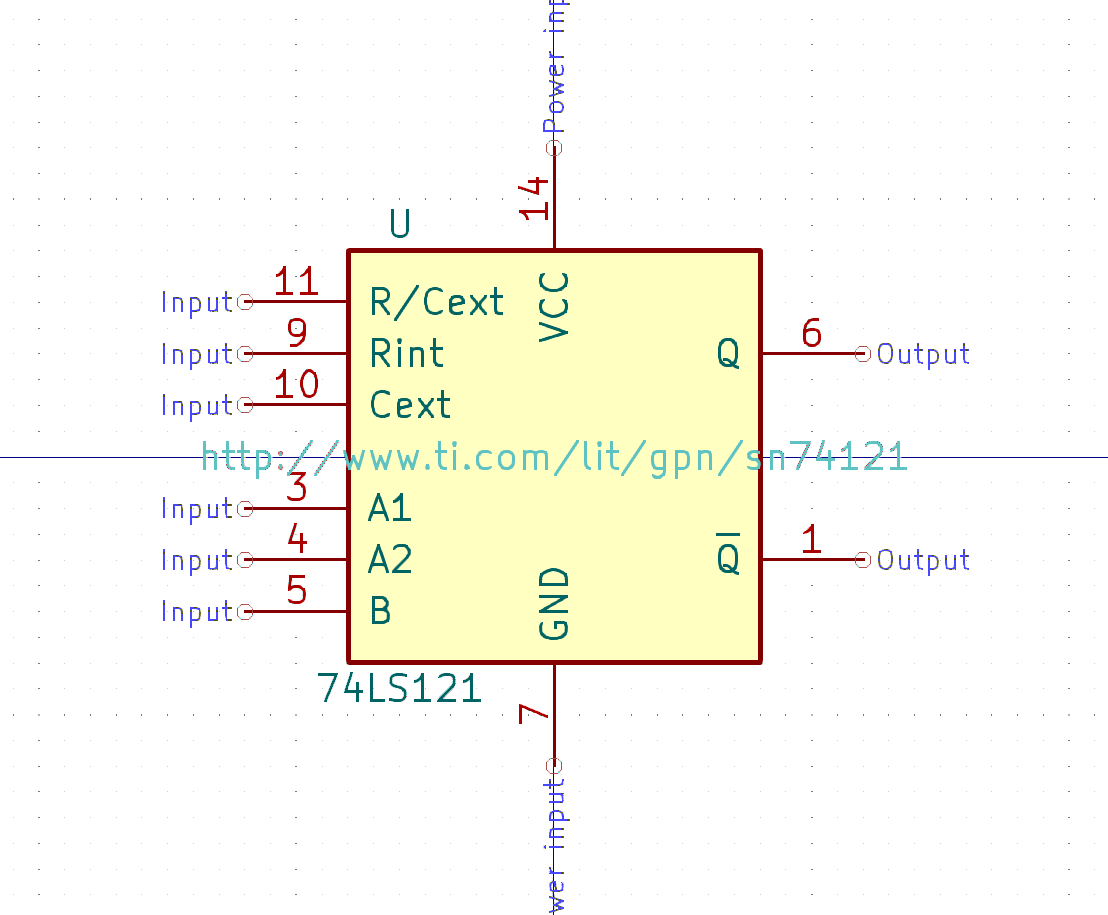 Power inp
14
U
11
Input R/Cext VCC
9 6
Input Rint Q Output
10
Input Cext
http://www.ti.com/lit/gpn/sn74121
3
Input A1
4 1
Input A2 Q̅ Output
5
Input B GND
74LS121
7
wer input